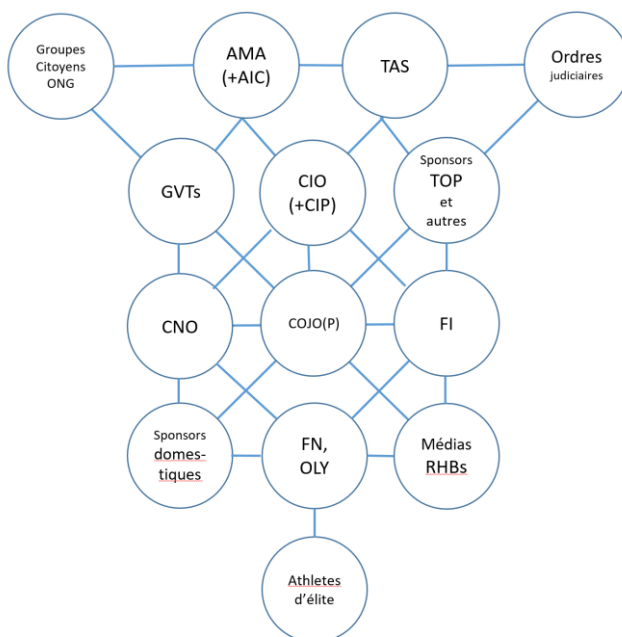 Groupes
Citoyens
ONG
AMA
(+AIC)
TAS
Ordres
judiciaires
GVTs
CIO
(+CIP)
Sponsors
TOP
et
autres
CNO
COJO(P)
FI
Sponsors
domes-
tiques
FN,
OLY
Médias
RHBs
Athletes
d'élite